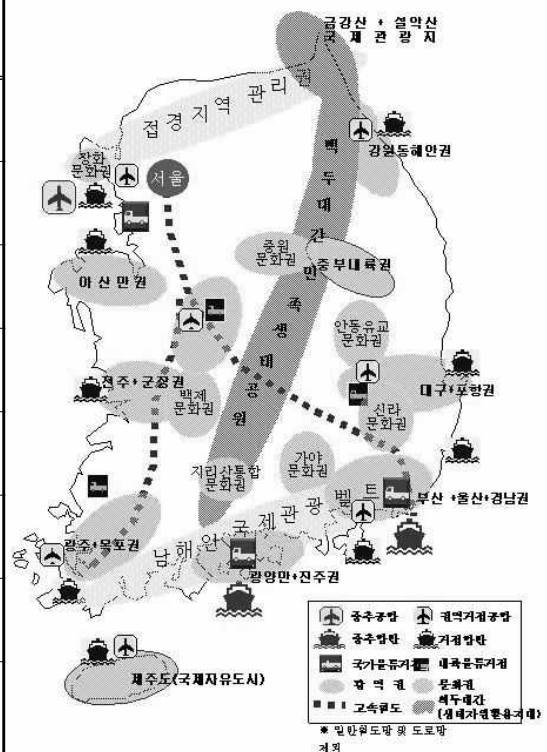 금강산 + 설악산
국 제 관 광 지
접경지역 관리권
강화
문화권
서울
강원동해안권
백두대간민족생태공원
중원
문화권
중부내륙권
아산만권
안동유교
문화권
전주+군장권
백제
문화권
대구+포항권
신라
문화권
지리산통합
문화권
가야
문화권
부산+울산+경남권
광주+목포권
남해안국제관광벨트
광양만+진주권
제주도(국제자유도시)
중추공항
권역거점공항
중추항만
거점항만
국가물류거점
내륙물류거점
광 역 권
문화권
고속철도
백두대간
(생태자원활용지대)
* 일반철도망 및 도로망
제외